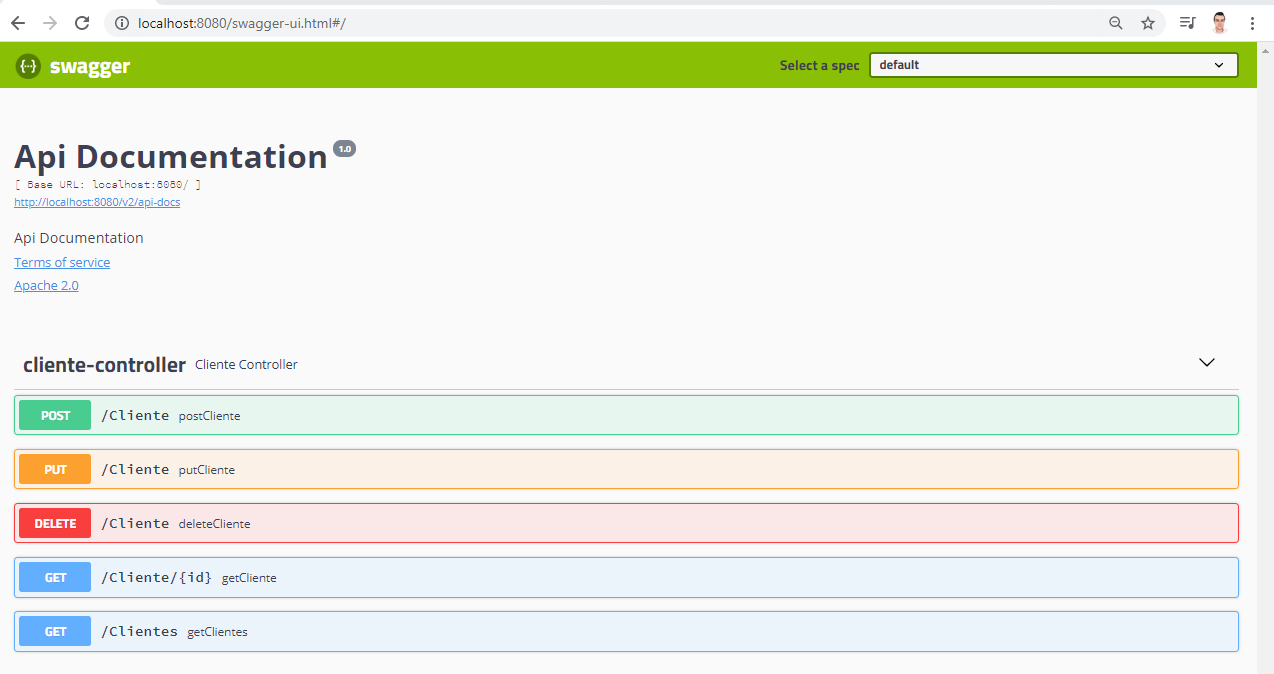 localhost:8080/swagger-ui.html#/
swagger Select a spec default
Api Documentation 1.0
[ Base URL: localhost:8080/ ]
http://localhost:8080/v2/api-docs
Api Documentation
Terms of service
Apache 2.0
cliente-controller Cliente Controller
POST /Cliente postCliente
PUT /Cliente putCliente
DELETE /Cliente deleteCliente
GET /Cliente/{id} getCliente
GET /Clientes getClientes